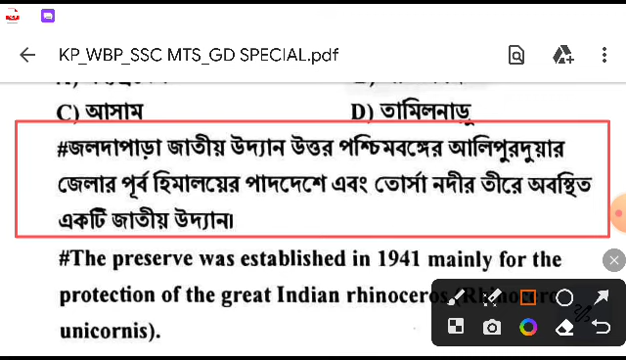 KP_WBP_SSC MTS_GD SPECIAL.pdf
C) আসাম D) তামিলনাড়ু
#জলদাপাড়া জাতীয় উদ্যান উত্তর পশ্চিমবঙ্গের আলিপুরদুয়ার
জেলার পূর্ব হিমালয়ের পাদদেশে এবং তোর্সা নদীর তীরে অবস্থিত
একটি জাতীয় উদ্যান।
#The preserve was established in 1941 mainly for the
protection of the great Indian rhinoceros
unicornis).